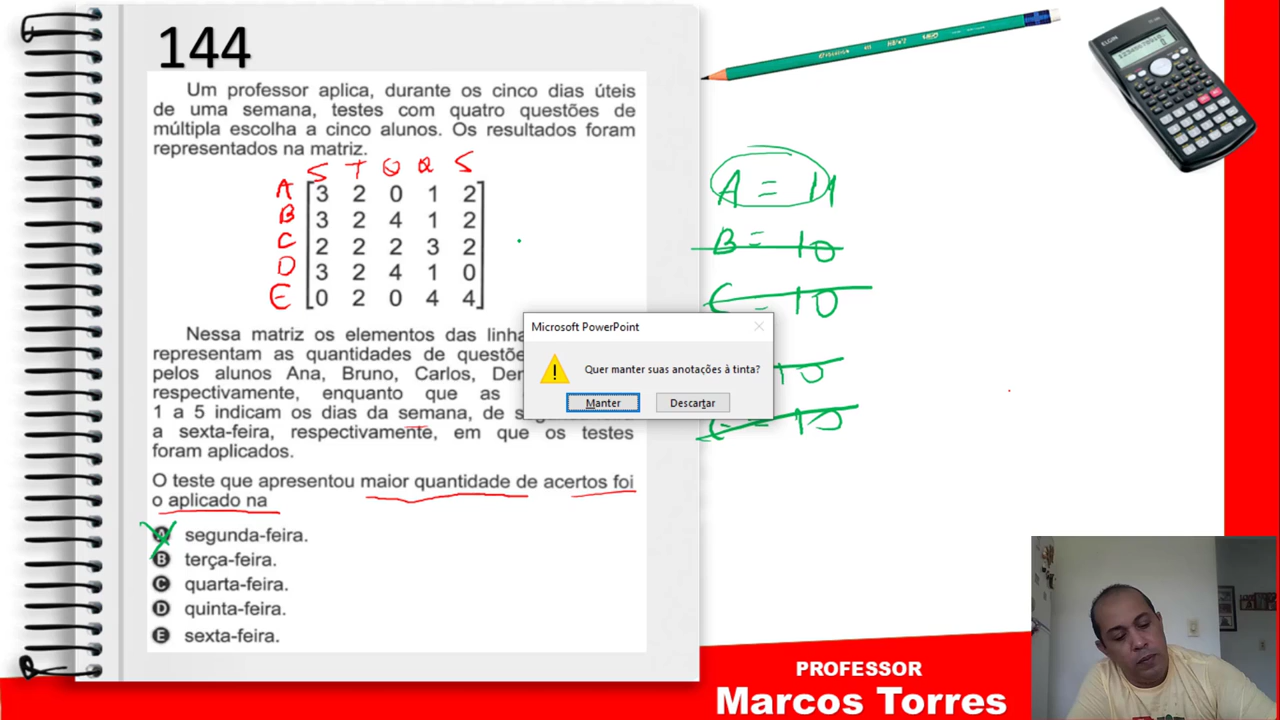 144
Um professor aplica, durante os cinco dias úteis
de uma semana, testes com quatro questões de
múltipla escolha a cinco alunos. Os resultados foram
representados na matriz.
S T Q Q S
A 3 2 0 1 2
B 3 2 4 1 2
C 2 2 2 3 2
D 3 2 4 1 0
E 0 2 0 4 4
Nessa matriz os elementos das linha
representam as quantidades de questõe
pelos alunos Ana, Bruno, Carlos, Der
respectivamente, enquanto que as
1 a 5 indicam os dias da semana, de s
a sexta-feira, respectivamente, em que os testes
foram aplicados.
O teste que apresentou maior quantidade de acertos foi
o aplicado na
A segunda-feira.
B terça-feira.
C quarta-feira.
D quinta-feira.
E sexta-feira.
A = 11
B = 10
C = 10
10
= 10
Microsoft PowerPoint
Quer manter suas anotações à tinta?
Manter
Descartar
ELGIN
PROFESSOR
Marcos Torres